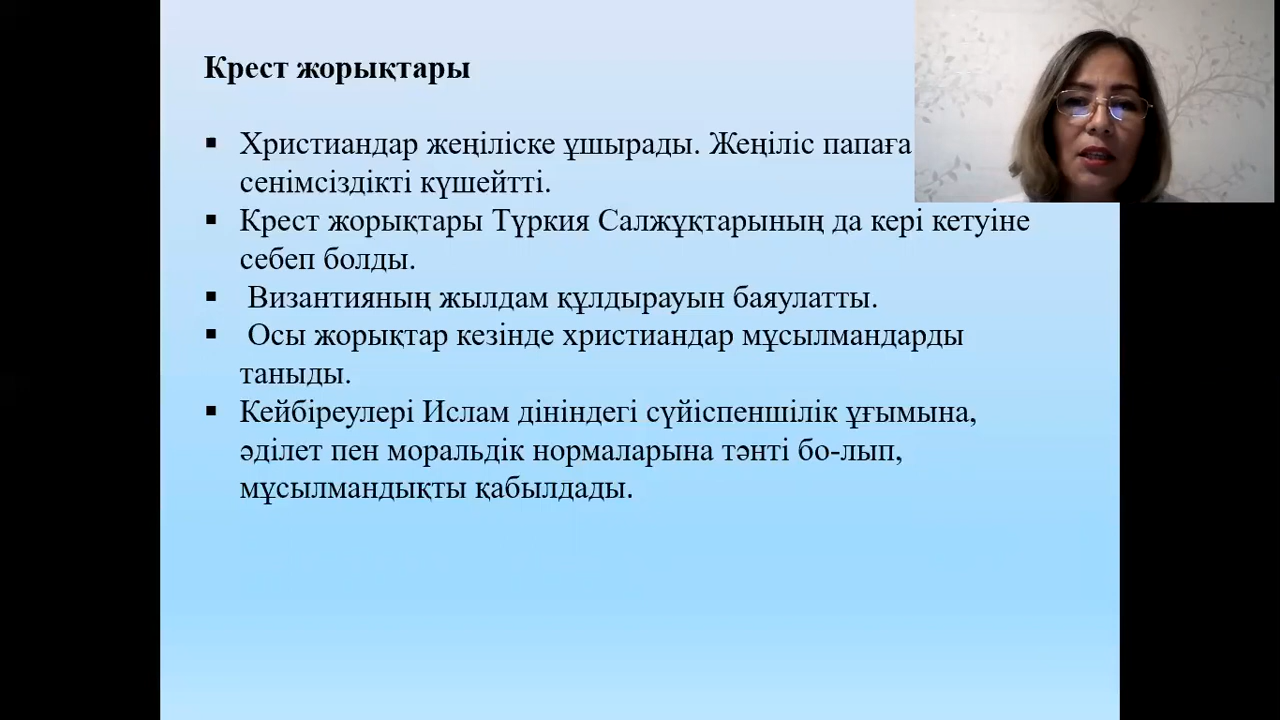 Крест жорықтары
▪ Христиандар жеңіліске ұшырады. Жеңіліс папаға
сенімсіздікті күшейтті.
▪ Крест жорықтары Түркия Салжұқтарының да кері кетуіне
себеп болды.
▪ Византияның жылдам құлдырауын баяулатты.
▪ Осы жорықтар кезінде христиандар мұсылмандарды
таныды.
▪ Кейбіреулері Ислам дініндегі сүйіспеншілік ұғымына,
әділет пен моральдік нормаларына тәнті бо-лып,
мұсылмандықты қабылдады.